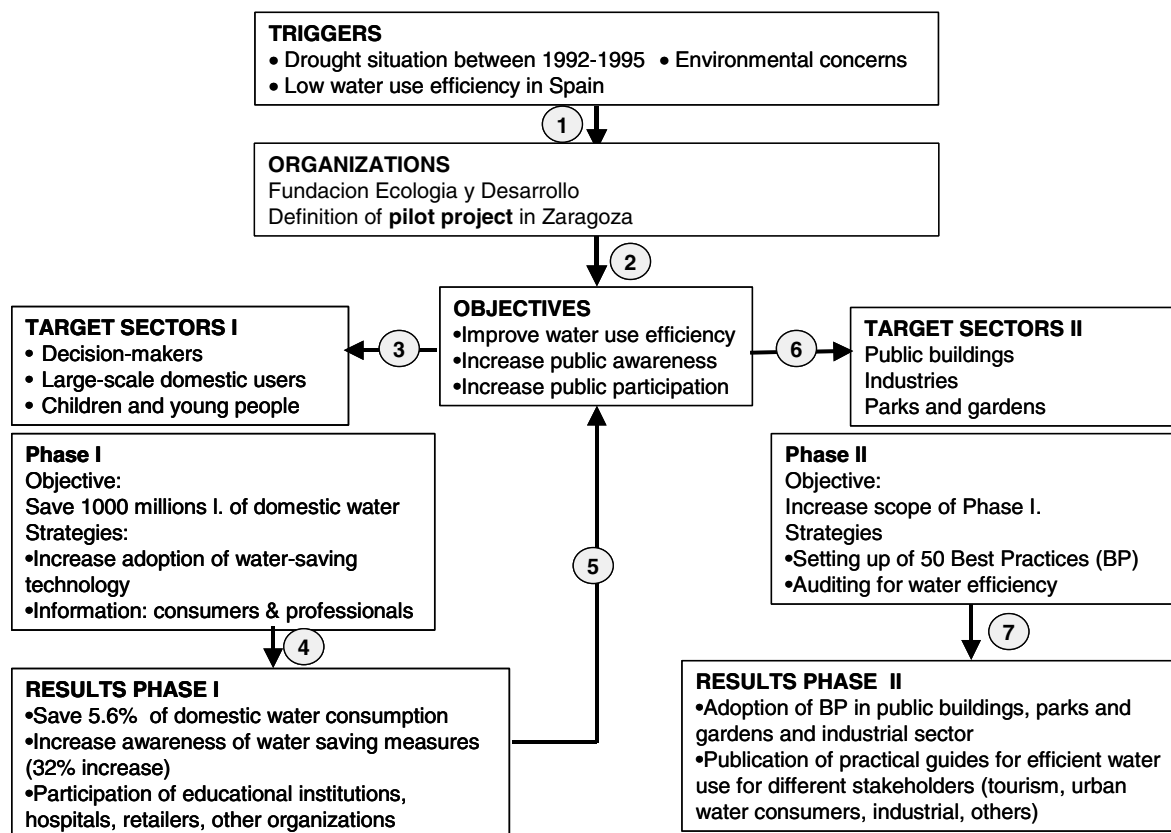 TRIGGERS
• Drought situation between 1992-1995 • Environmental concerns
• Low water use efficiency in Spain
1
ORGANIZATIONS
Fundacion Ecologia y Desarrollo
Definition of pilot project in Zaragoza
2
OBJECTIVES
•Improve water use efficiency
•Increase public awareness
•Increase public participation
3
TARGET SECTORS I
• Decision-makers
• Large-scale domestic users
• Children and young people
Phase I
Objective:
Save 1000 millions l. of domestic water
Strategies:
•Increase adoption of water-saving
technology
•Information: consumers & professionals
4
RESULTS PHASE I
•Save 5.6% of domestic water consumption
•Increase awareness of water saving measures
(32% increase)
•Participation of educational institutions,
hospitals, retailers, other organizations
5
6
TARGET SECTORS II
Public buildings
Industries
Parks and gardens
Phase II
Objective:
Increase scope of Phase I.
Strategies
•Setting up of 50 Best Practices (BP)
•Auditing for water efficiency
7
RESULTS PHASE II
•Adoption of BP in public buildings, parks and
gardens and industrial sector
•Publication of practical guides for efficient water
use for different stakeholders (tourism, urban
water consumers, industrial, others)